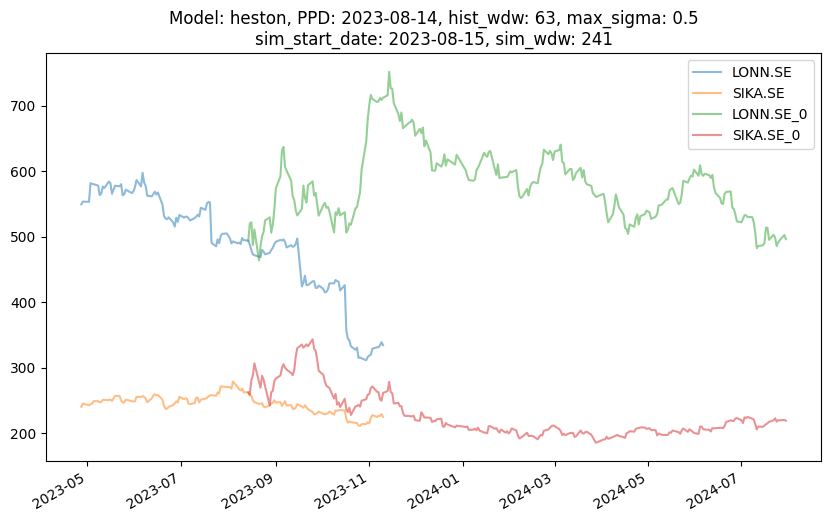 Model: heston, PPD: 2023-08-14, hist_wdw: 63, max_sigma: 0.5
sim_start_date: 2023-08-15, sim_wdw: 241
LONN.SE
SIKA.SE
LONN.SE_0
SIKA.SE_0
700
600
500
400
300
200
2023-05
2023-07
2023-09
2023-11
2024-01
2024-03
2024-05
2024-07